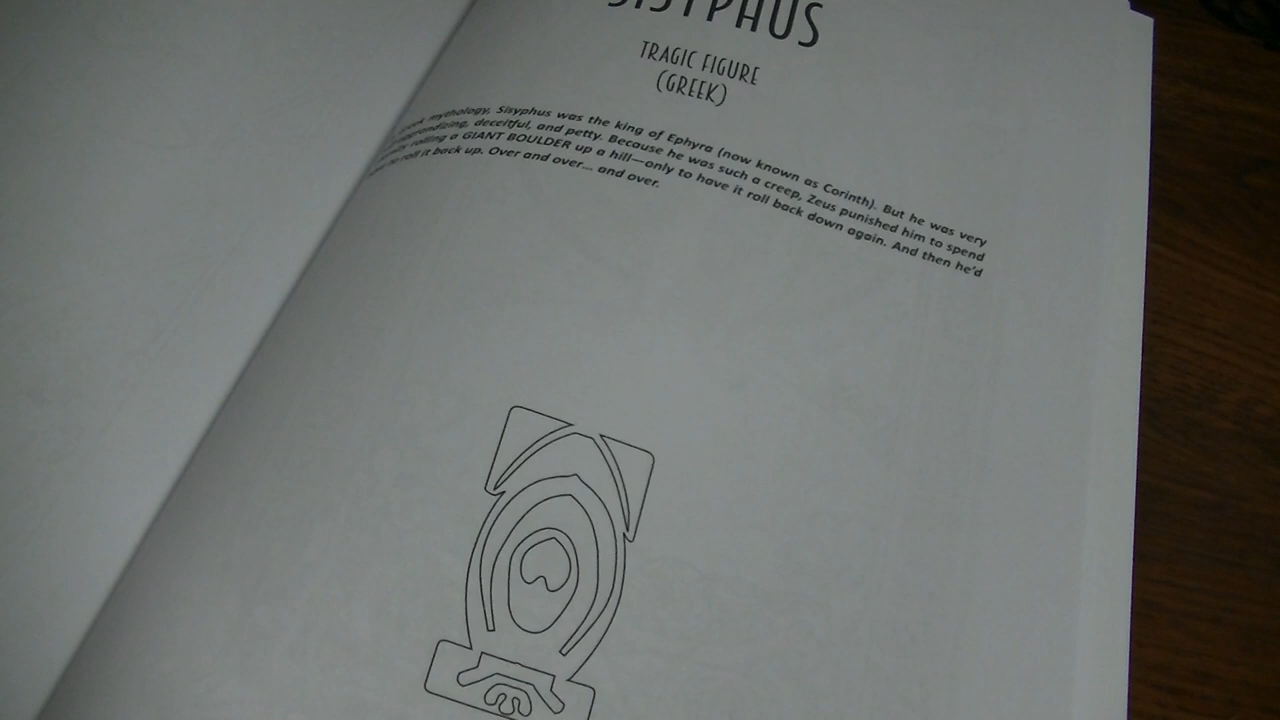 SISYPHUS
TRAGIC FIGURE
(GREEK)
mythology, Sisyphus was the king of Ephyra (now known as Corinth). But he was very
deceitful, and petty. Because he was such a creep, Zeus punished him to spend
rolling a GIANT BOULDER up a hill—only to have it roll back down again. And then he'd
to roll it back up. Over and over... and over.